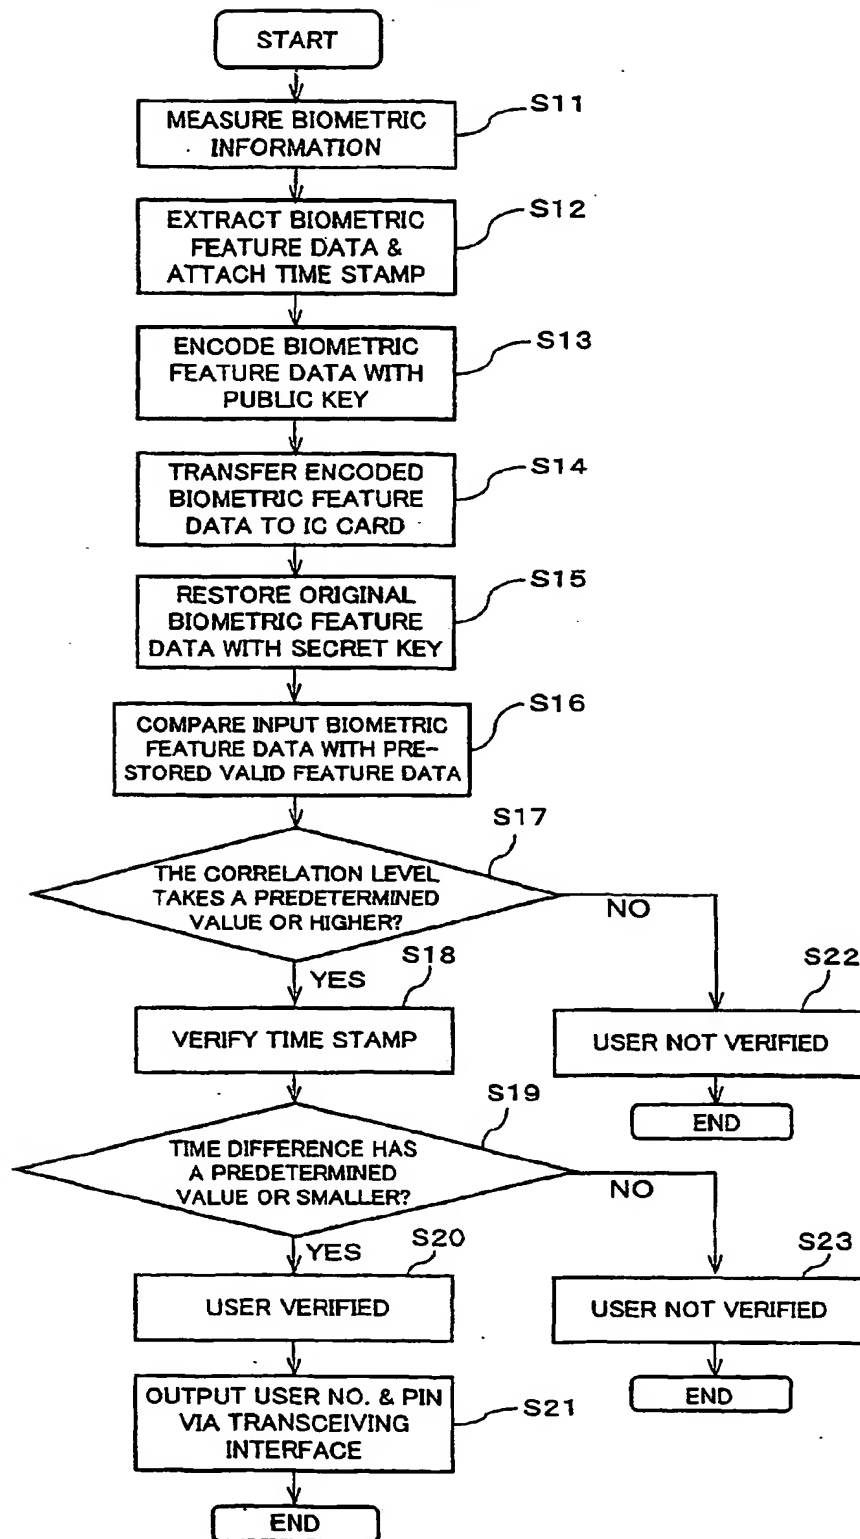 START
S11
MEASURE BIOMETRIC
INFORMATION
S12
EXTRACT BIOMETRIC
FEATURE DATA &
ATTACH TIME STAMP
S13
ENCODE BIOMETRIC
FEATURE DATA WITH
PUBLIC KEY
S14
TRANSFER ENCODED
BIOMETRIC FEATURE
DATA TO IC CARD
S15
RESTORE ORIGINAL
BIOMETRIC FEATURE
DATA WITH SECRET KEY
S16
COMPARE INPUT BIOMETRIC
FEATURE DATA WITH PRE-
STORED VALID FEATURE DATA
S17
THE CORRELATION LEVEL
TAKES A PREDETERMINED
VALUE OR HIGHER?
NO
YES
S18
S22
VERIFY TIME STAMP
USER NOT VERIFIED
END
S19
TIME DIFFERENCE HAS
A PREDETERMINED
VALUE OR SMALLER?
NO
YES
S20
S23
USER VERIFIED
USER NOT VERIFIED
END
OUTPUT USER NO. & PIN
VIA TRANSCEIVING
INTERFACE
S21
END